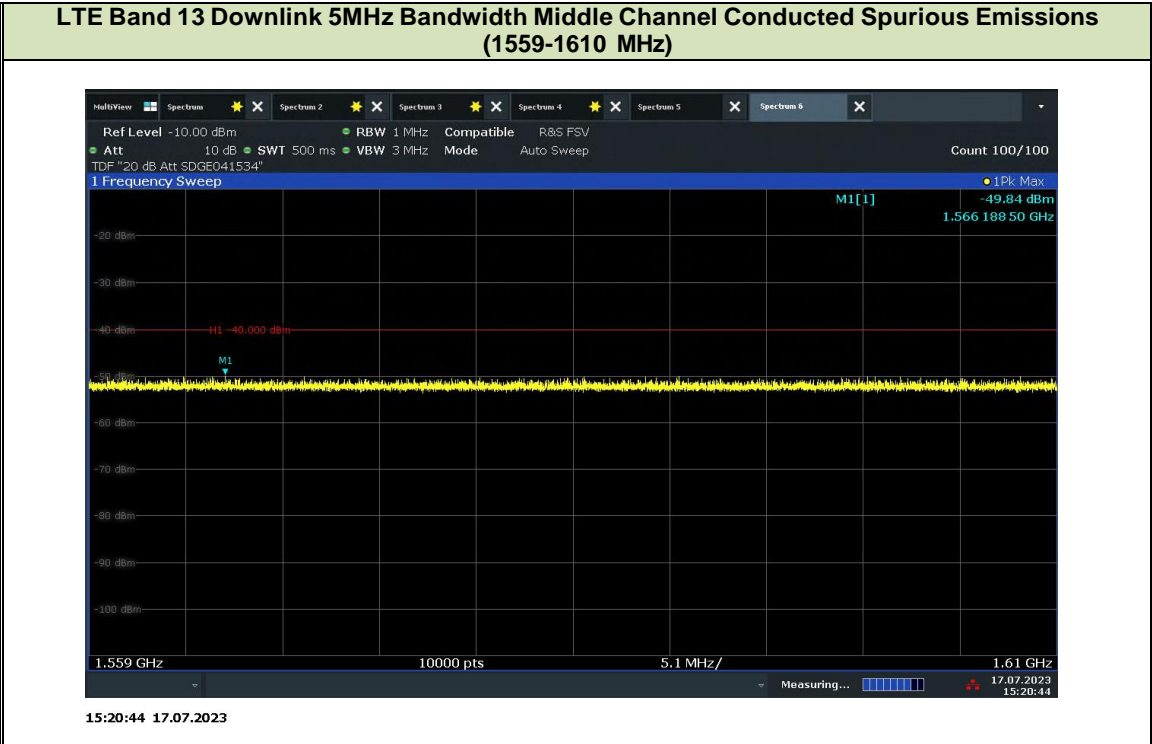 LTE Band 13 Downlink 5MHz Bandwidth Middle Channel Conducted Spurious Emissions
(1559-1610 MHz)
MultiView Spectrum Spectrum 2 Spectrum 3 Spectrum 4 Spectrum 5 Spectrum 6
Ref Level -10.00 dBm RBW 1 MHz Compatible R&S FSV
Att 10 dB SWT 500 ms VBW 3 MHz Mode Auto Sweep Count 100/100
TDF "20 dB Att SDGE041534"
1 Frequency Sweep 1Pk Max
M1[1] -49.84 dBm
1.566 188 50 GHz
-20 dBm
-30 dBm
-40 dBm H1 -40.000 dBm
M1
-50 dBm
-60 dBm
-70 dBm
-80 dBm
-90 dBm
-100 dBm
1.559 GHz 10000 pts 5.1 MHz/ 1.61 GHz
Measuring... 17.07.2023
15:20:44
15:20:44 17.07.2023